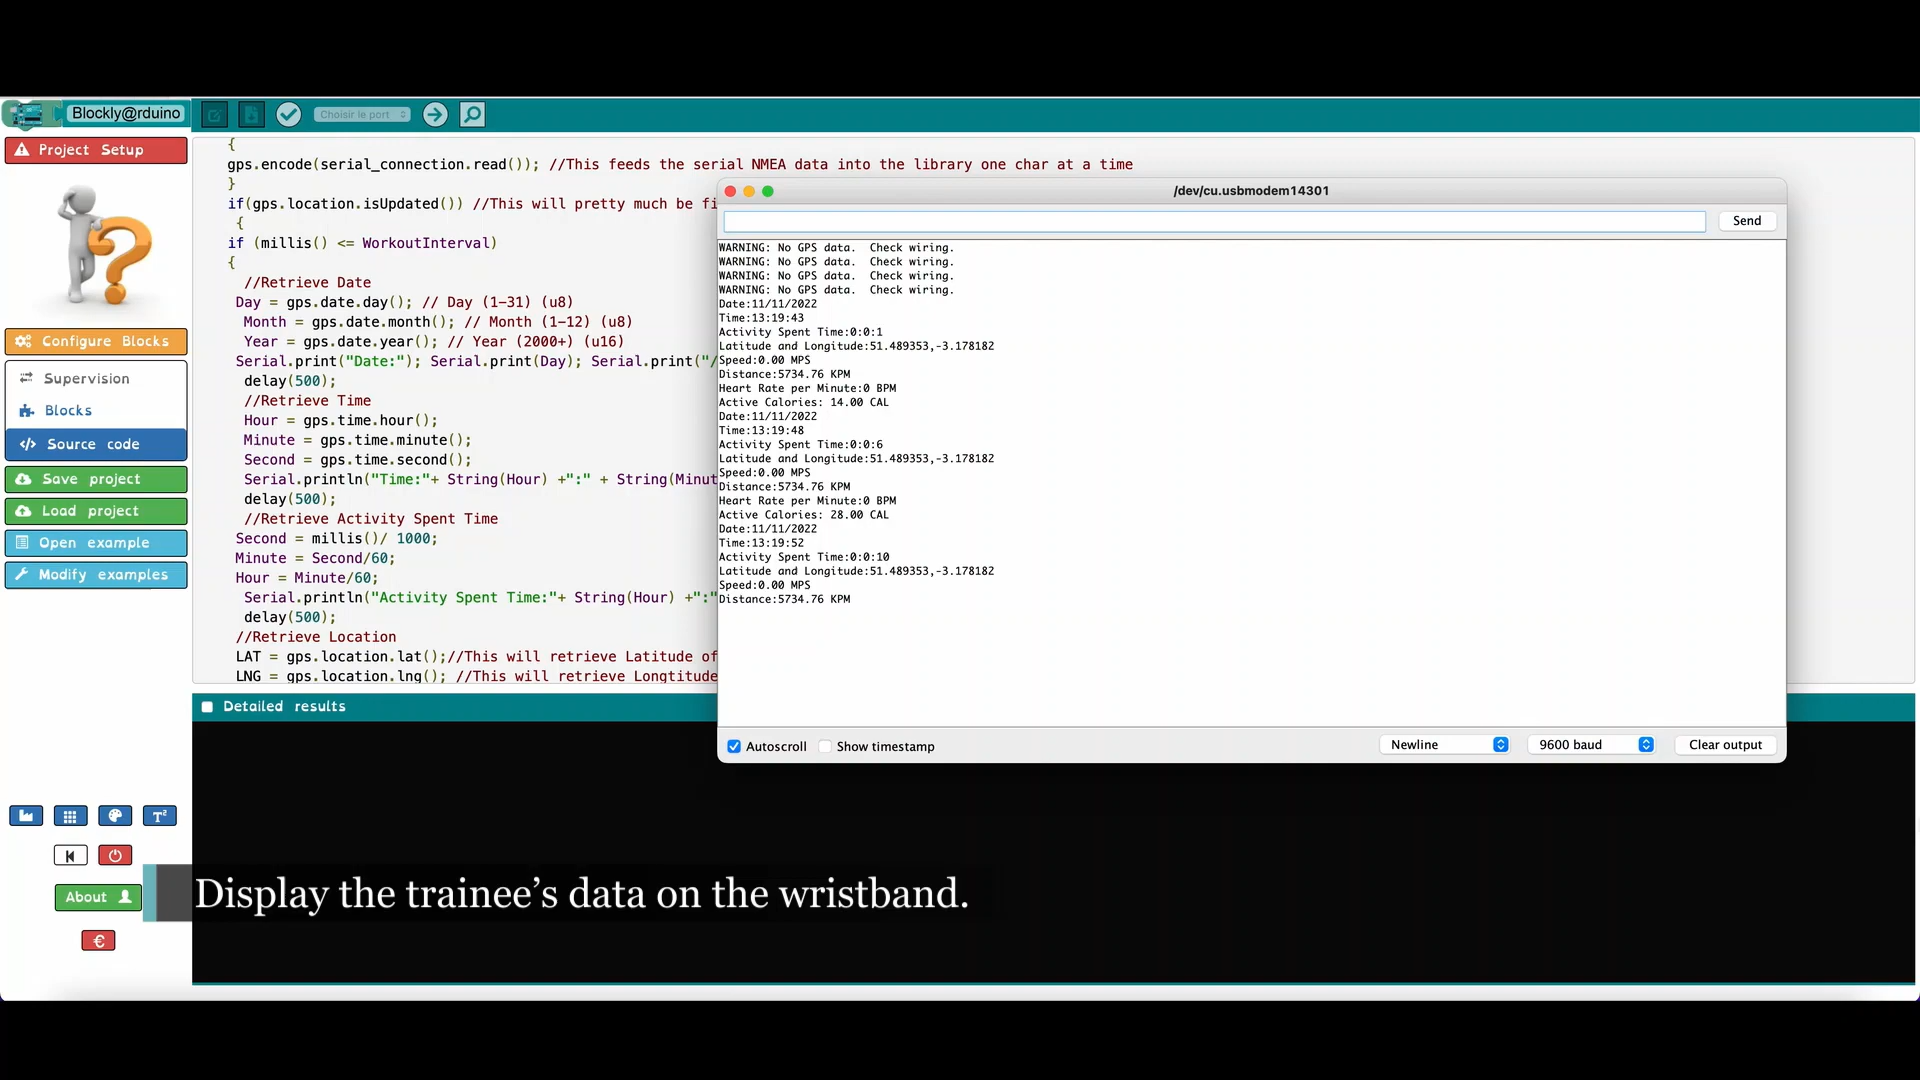 Blockly@rduino
Choisir le port
Project Setup
Configure Blocks
Supervision
Blocks
Source code
Save project
Load project
Open example
Modify examples
T²
About
€
{
gps.encode(serial_connection.read()); //This feeds the serial NMEA data into the library one char at a time
}
if(gps.location.isUpdated()) //This will pretty much be fi
{
if (millis() <= WorkoutInterval)
{
//Retrieve Date
Day = gps.date.day(); // Day (1-31) (u8)
Month = gps.date.month(); // Month (1-12) (u8)
Year = gps.date.year(); // Year (2000+) (u16)
Serial.print("Date:"); Serial.print(Day); Serial.print("/
delay(500);
//Retrieve Time
Hour = gps.time.hour();
Minute = gps.time.minute();
Second = gps.time.second();
Serial.println("Time:"+ String(Hour) +":" + String(Minut
delay(500);
//Retrieve Activity Spent Time
Second = millis()/ 1000;
Minute = Second/60;
Hour = Minute/60;
Serial.println("Activity Spent Time:"+ String(Hour) +":"
delay(500);
//Retrieve Location
LAT = gps.location.lat();//This will retrieve Latitude of
LNG = gps.location.lng(); //This will retrieve Longtitude
/dev/cu.usbmodem14301
Send
WARNING: No GPS data.  Check wiring.
WARNING: No GPS data.  Check wiring.
WARNING: No GPS data.  Check wiring.
WARNING: No GPS data.  Check wiring.
Date:11/11/2022
Time:13:19:43
Activity Spent Time:0:0:1
Latitude and Longitude:51.489353,-3.178182
Speed:0.00 MPS
Distance:5734.76 KPM
Heart Rate per Minute:0 BPM
Active Calories: 14.00 CAL
Date:11/11/2022
Time:13:19:48
Activity Spent Time:0:0:6
Latitude and Longitude:51.489353,-3.178182
Speed:0.00 MPS
Distance:5734.76 KPM
Heart Rate per Minute:0 BPM
Active Calories: 28.00 CAL
Date:11/11/2022
Time:13:19:52
Activity Spent Time:0:0:10
Latitude and Longitude:51.489353,-3.178182
Speed:0.00 MPS
Distance:5734.76 KPM
Autoscroll
Show timestamp
Newline
9600 baud
Clear output
Detailed results
Display the trainee’s data on the wristband.